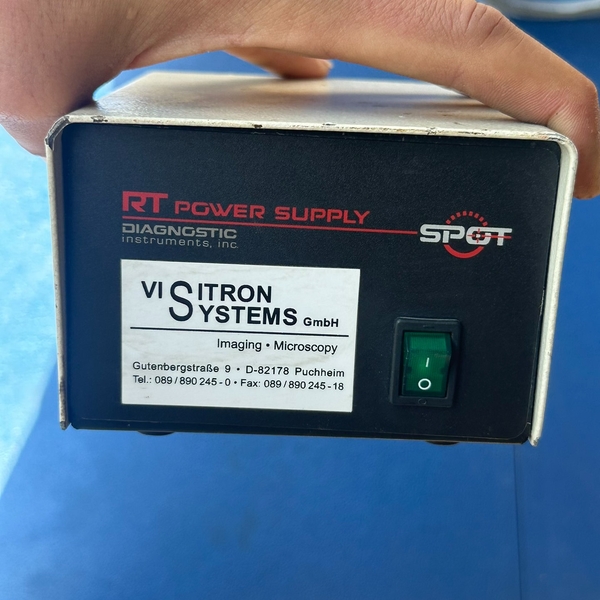 RT POWER SUPPLY
DIAGNOSTIC
instruments, inc.
SPOT
VISITRON
SYSTEMS GmbH
Imaging • Microscopy
Gutenbergstraße 9 • D-82178 Puchheim
Tel.: 089 / 890 245 - 0 • Fax: 089 / 890 245 - 18
I
O